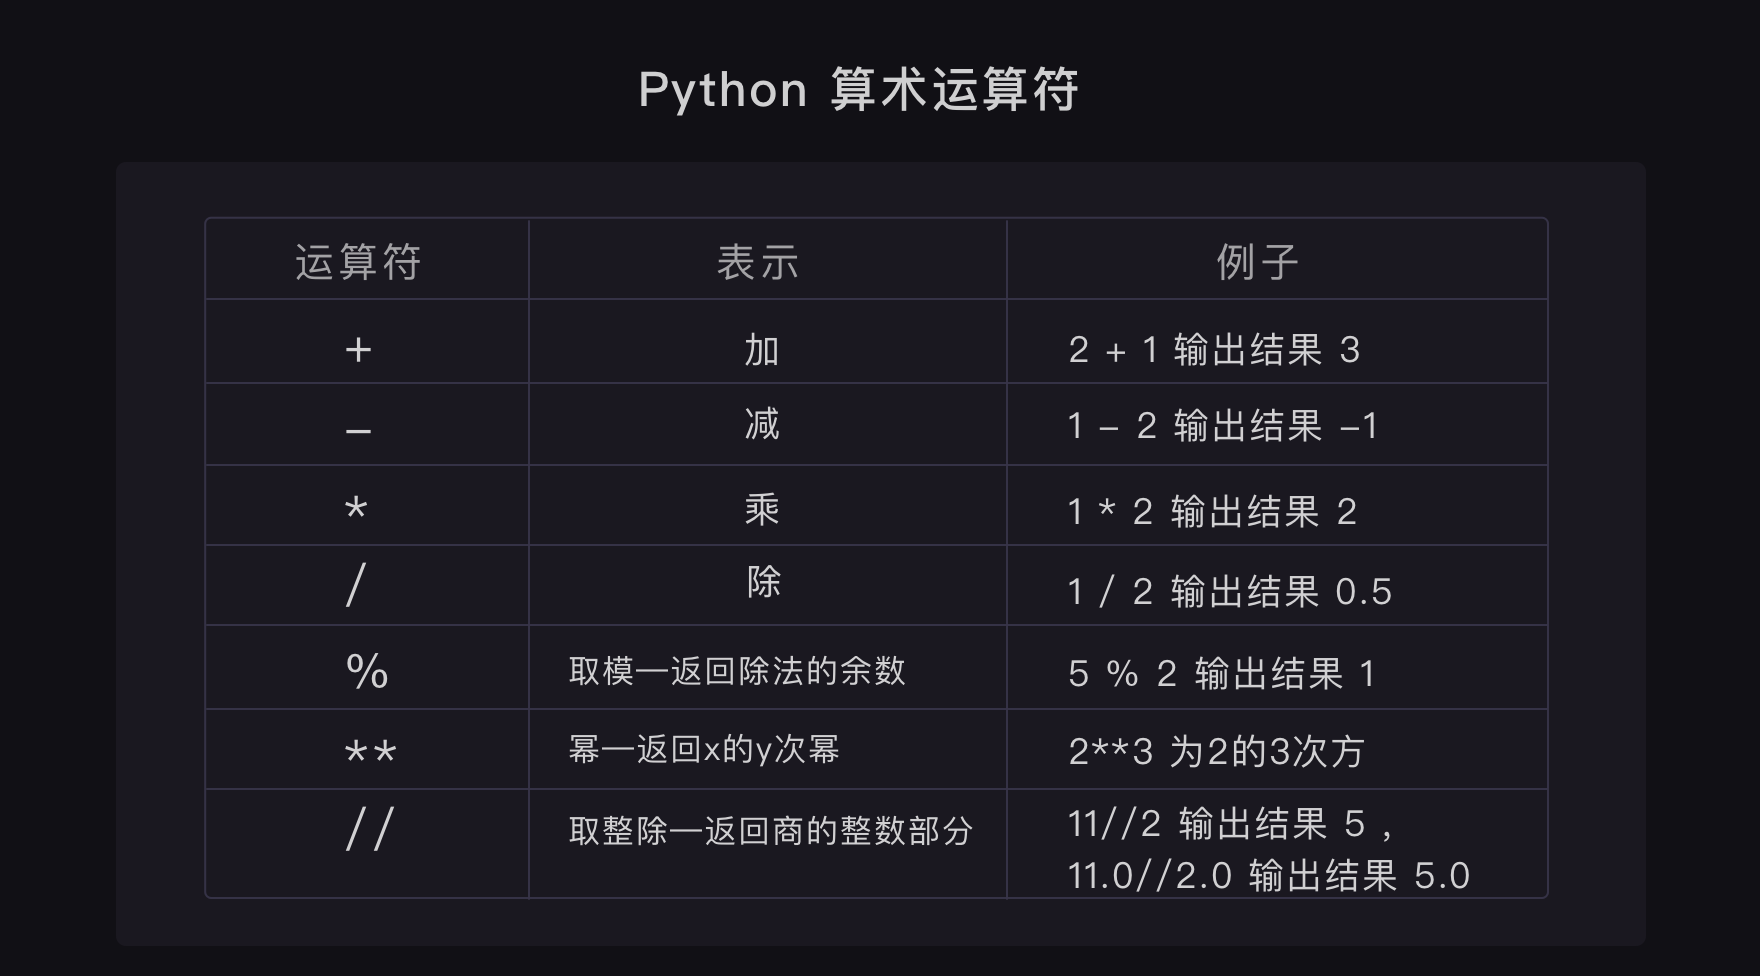 Python 算术运算符
运算符 表示 例子
+ 加 2 + 1 输出结果 3
– 减 1 – 2 输出结果 –1
* 乘 1 * 2 输出结果 2
/ 除 1 / 2 输出结果 0.5
% 取模—返回除法的余数 5 % 2 输出结果 1
** 幂—返回x的y次幂 2**3 为2的3次方
// 取整除—返回商的整数部分 11//2 输出结果 5 ,
11.0//2.0 输出结果 5.0